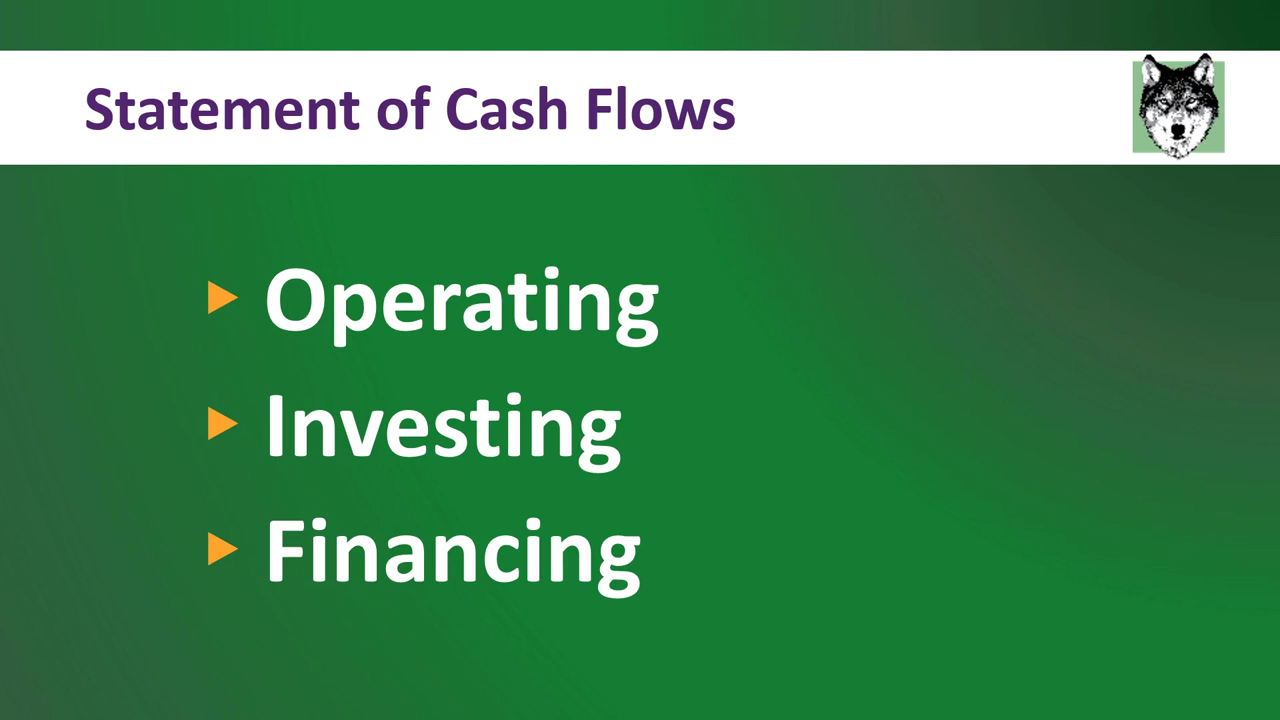 Statement of Cash Flows
Operating
Investing
Financing